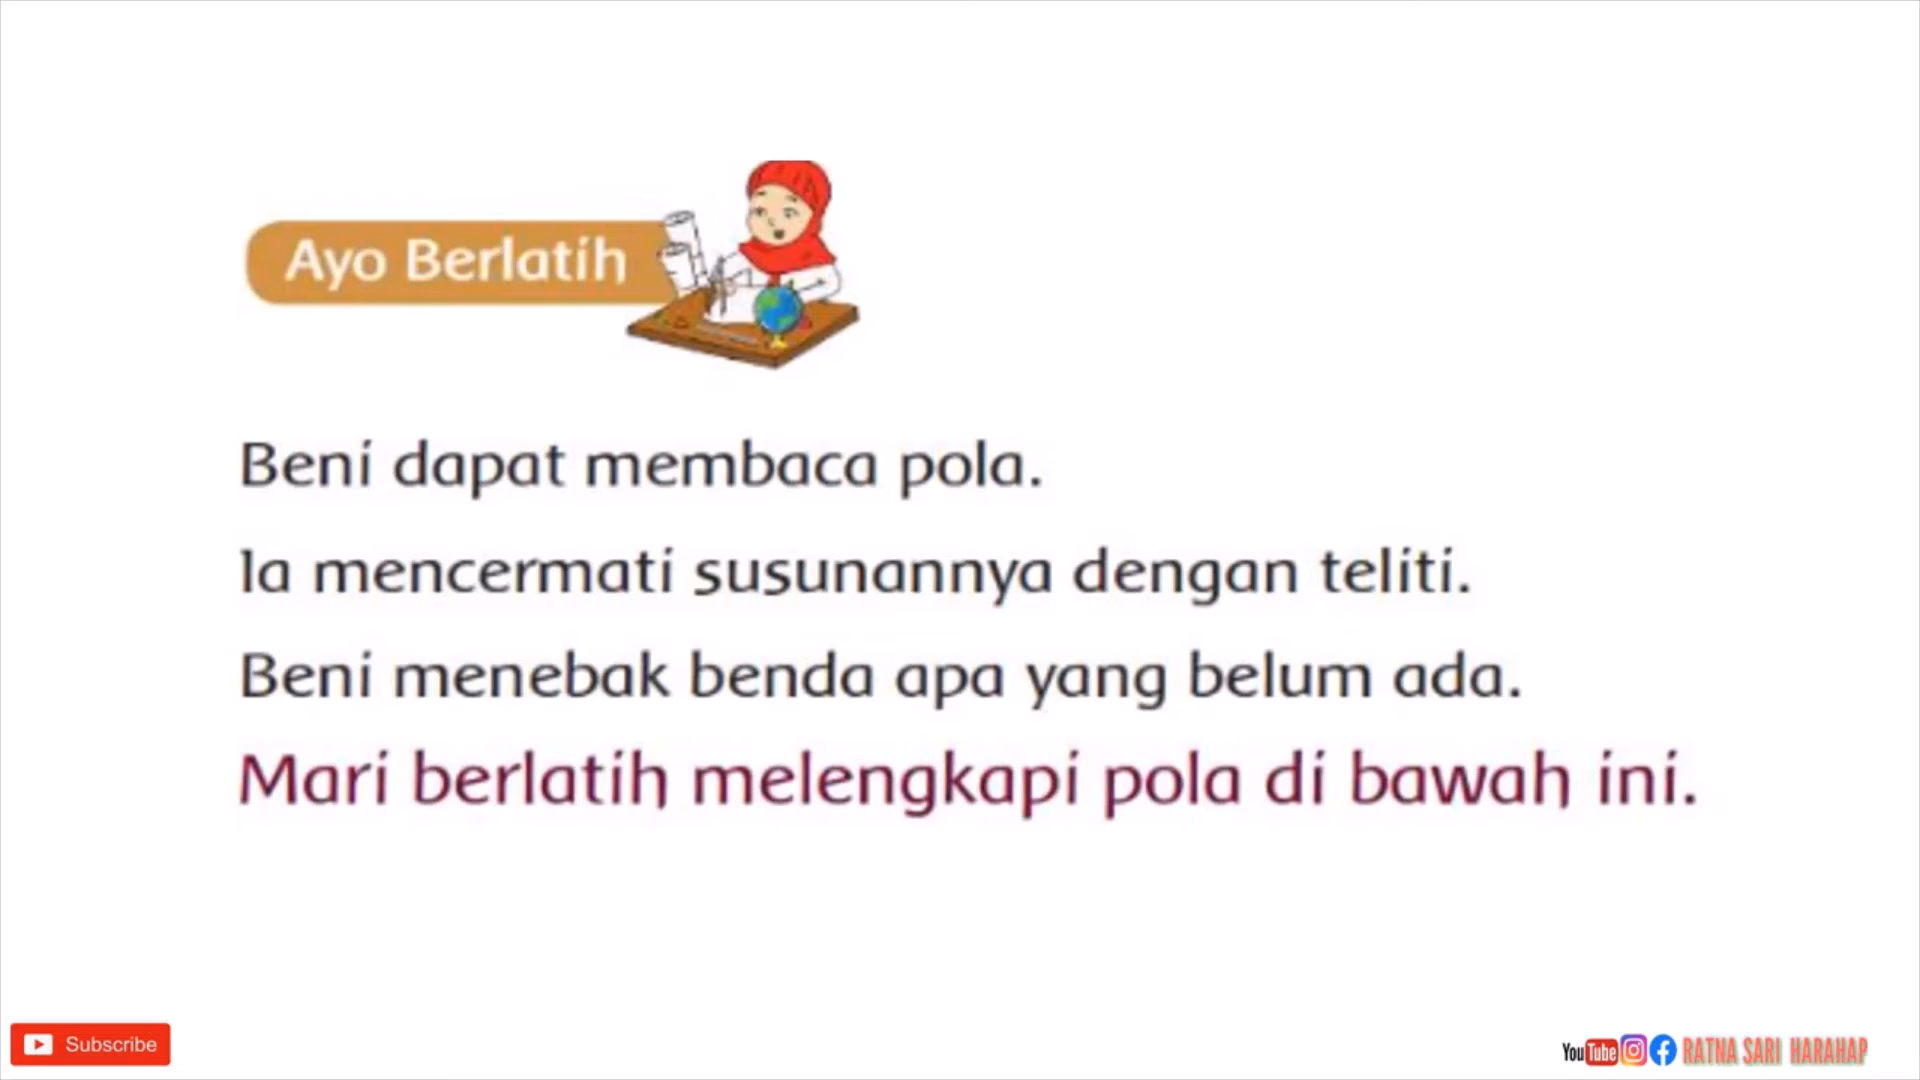 Ayo Berlatih
Beni dapat membaca pola.
Ia mencermati susunannya dengan teliti.
Beni menebak benda apa yang belum ada.
Mari berlatih melengkapi pola di bawah ini.
Subscribe
YouTube RATNA SARI HARAHAP